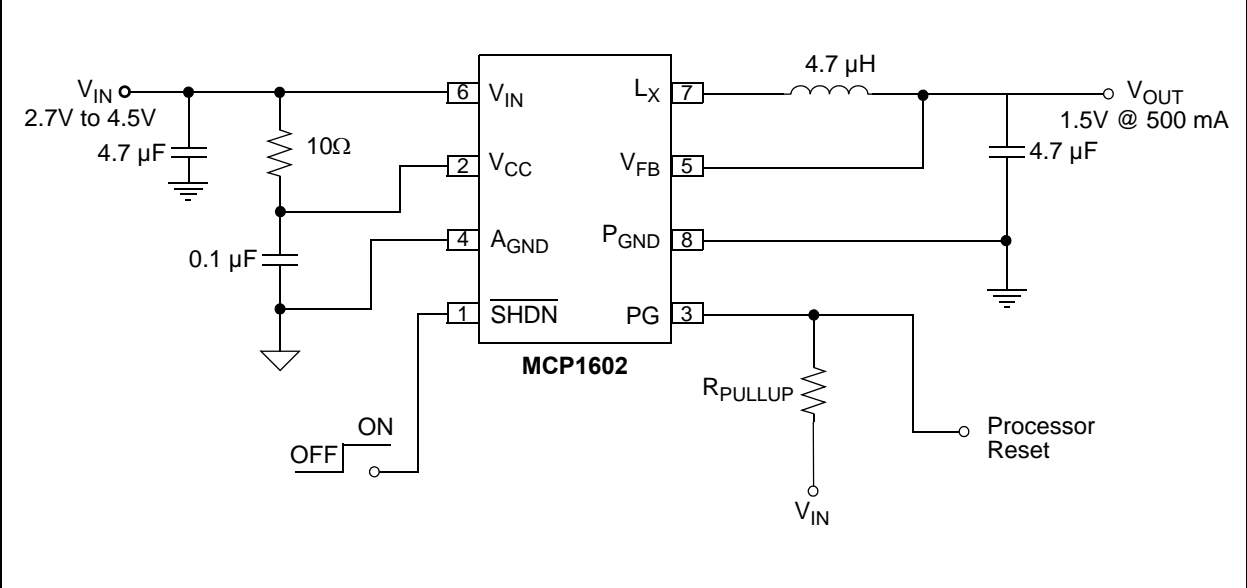 4.7 µH
VIN
2.7V to 4.5V
6
VIN
LX
7
VOUT
1.5V @ 500 mA
4.7 µF
10Ω
2
VCC
VFB
5
4.7 µF
4
AGND
PGND
8
0.1 µF
1
SHDN
PG
3
MCP1602
RPULLUP
ON
OFF
Processor
Reset
VIN